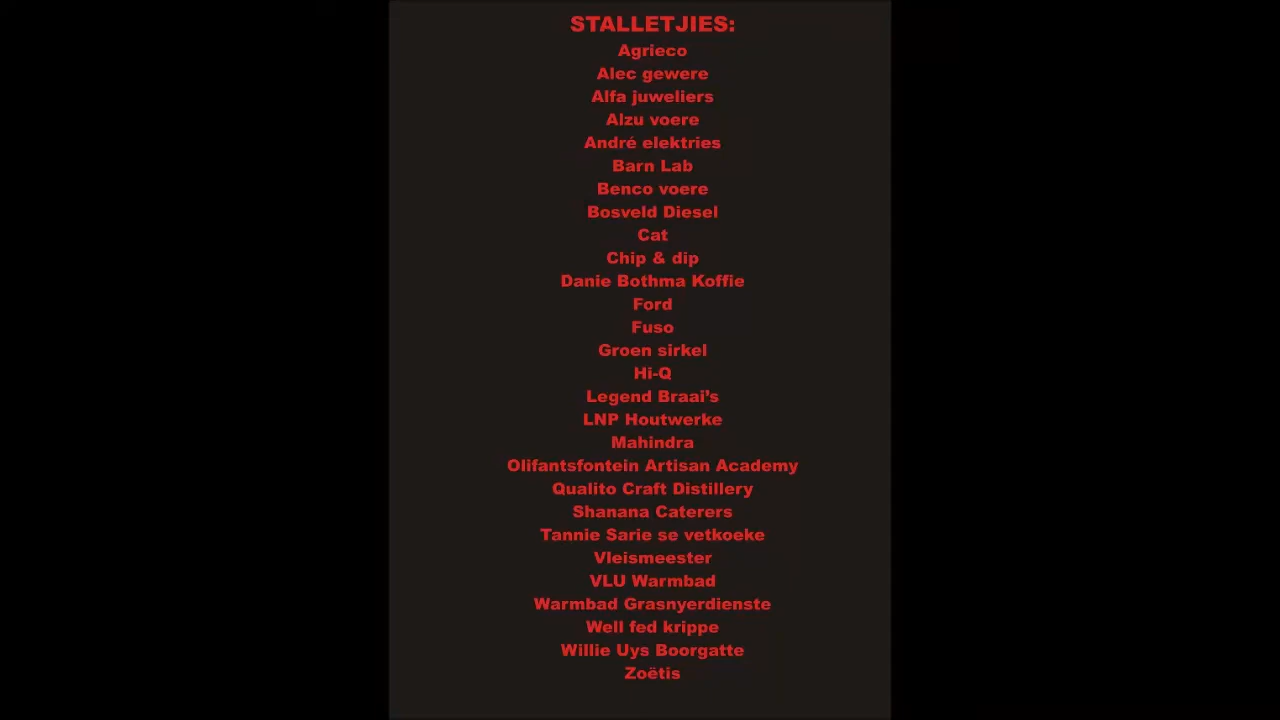 STALLETJIES:
Agrieco
Alec gewere
Alfa juweliers
Alzu voere
André elektries
Barn Lab
Benco voere
Bosveld Diesel
Cat
Chip & dip
Danie Bothma Koffie
Ford
Fuso
Groen sirkel
Hi-Q
Legend Braai’s
LNP Houtwerke
Mahindra
Olifantsfontein Artisan Academy
Qualito Craft Distillery
Shanana Caterers
Tannie Sarie se vetkoeke
Vleismeester
VLU Warmbad
Warmbad Grasnyerdienste
Well fed krippe
Willie Uys Boorgatte
Zoëtis